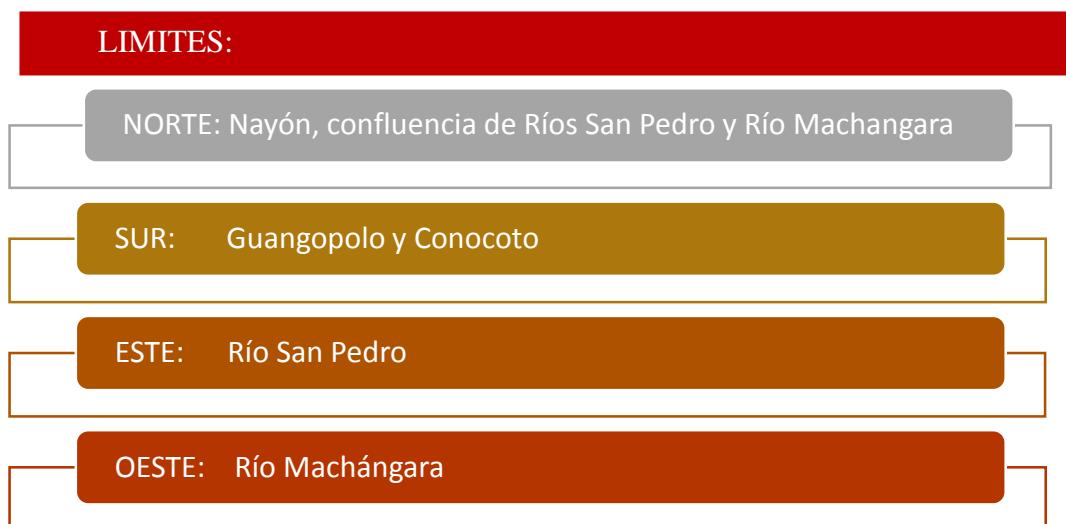 LIMITES:
NORTE: Nayón, confluencia de Ríos San Pedro y Río Machangara
SUR: Guangopolo y Conocoto
ESTE: Río San Pedro
OESTE: Río Machángara